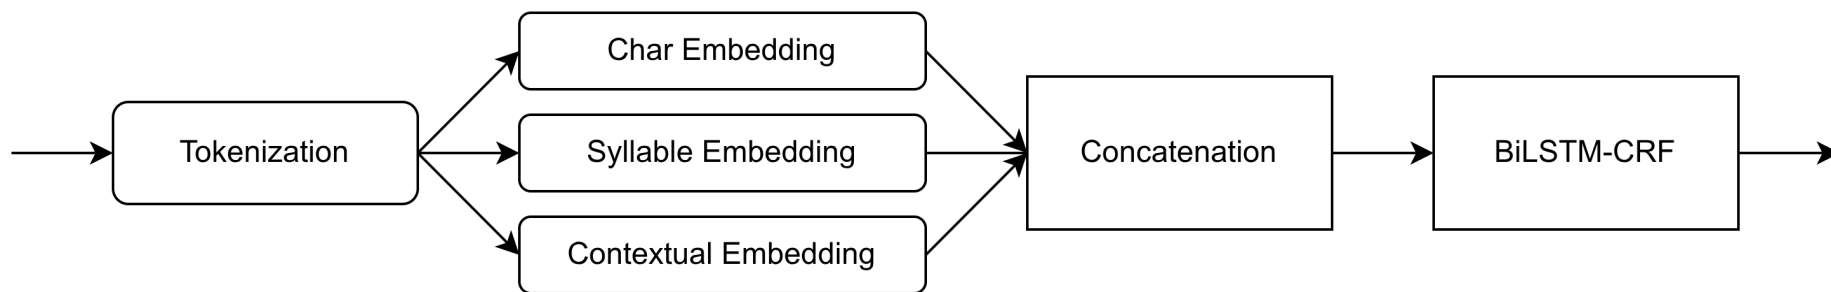 Tokenization
Char Embedding
Syllable Embedding
Contextual Embedding
Concatenation
BiLSTM-CRF